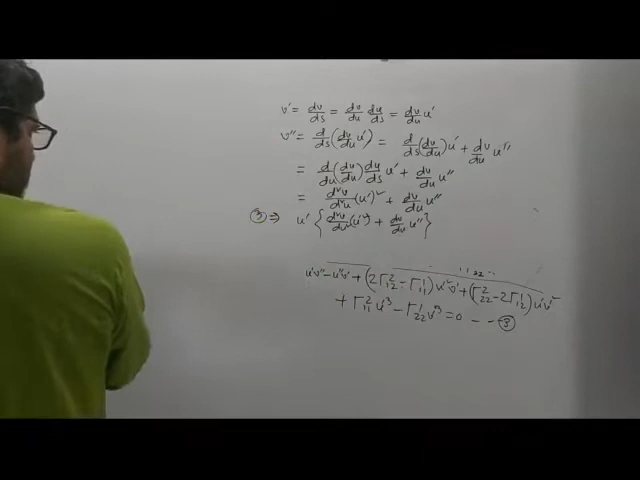 v' = dv/ds = dv/du du/ds = dv/du u'
v'' = d/ds (dv/du u') = d/ds (dv/du) u' + dv/du u''
= d/du (dv/du) du/ds u' + dv/du u''
= d²v/d²u (u')² + dv/du u''
③ ⇒ u' { d²v/du² (u'²) + dv/du u'' }
u'v'' - u''v' + (2Γ²₁₂ - Γ¹₁₁) u'²v' + (Γ²₂₂ - 2Γ¹₁₂) u'v'²
+ Γ²₁₁ u'³ - Γ¹₂₂ v'³ = 0 - - - ③